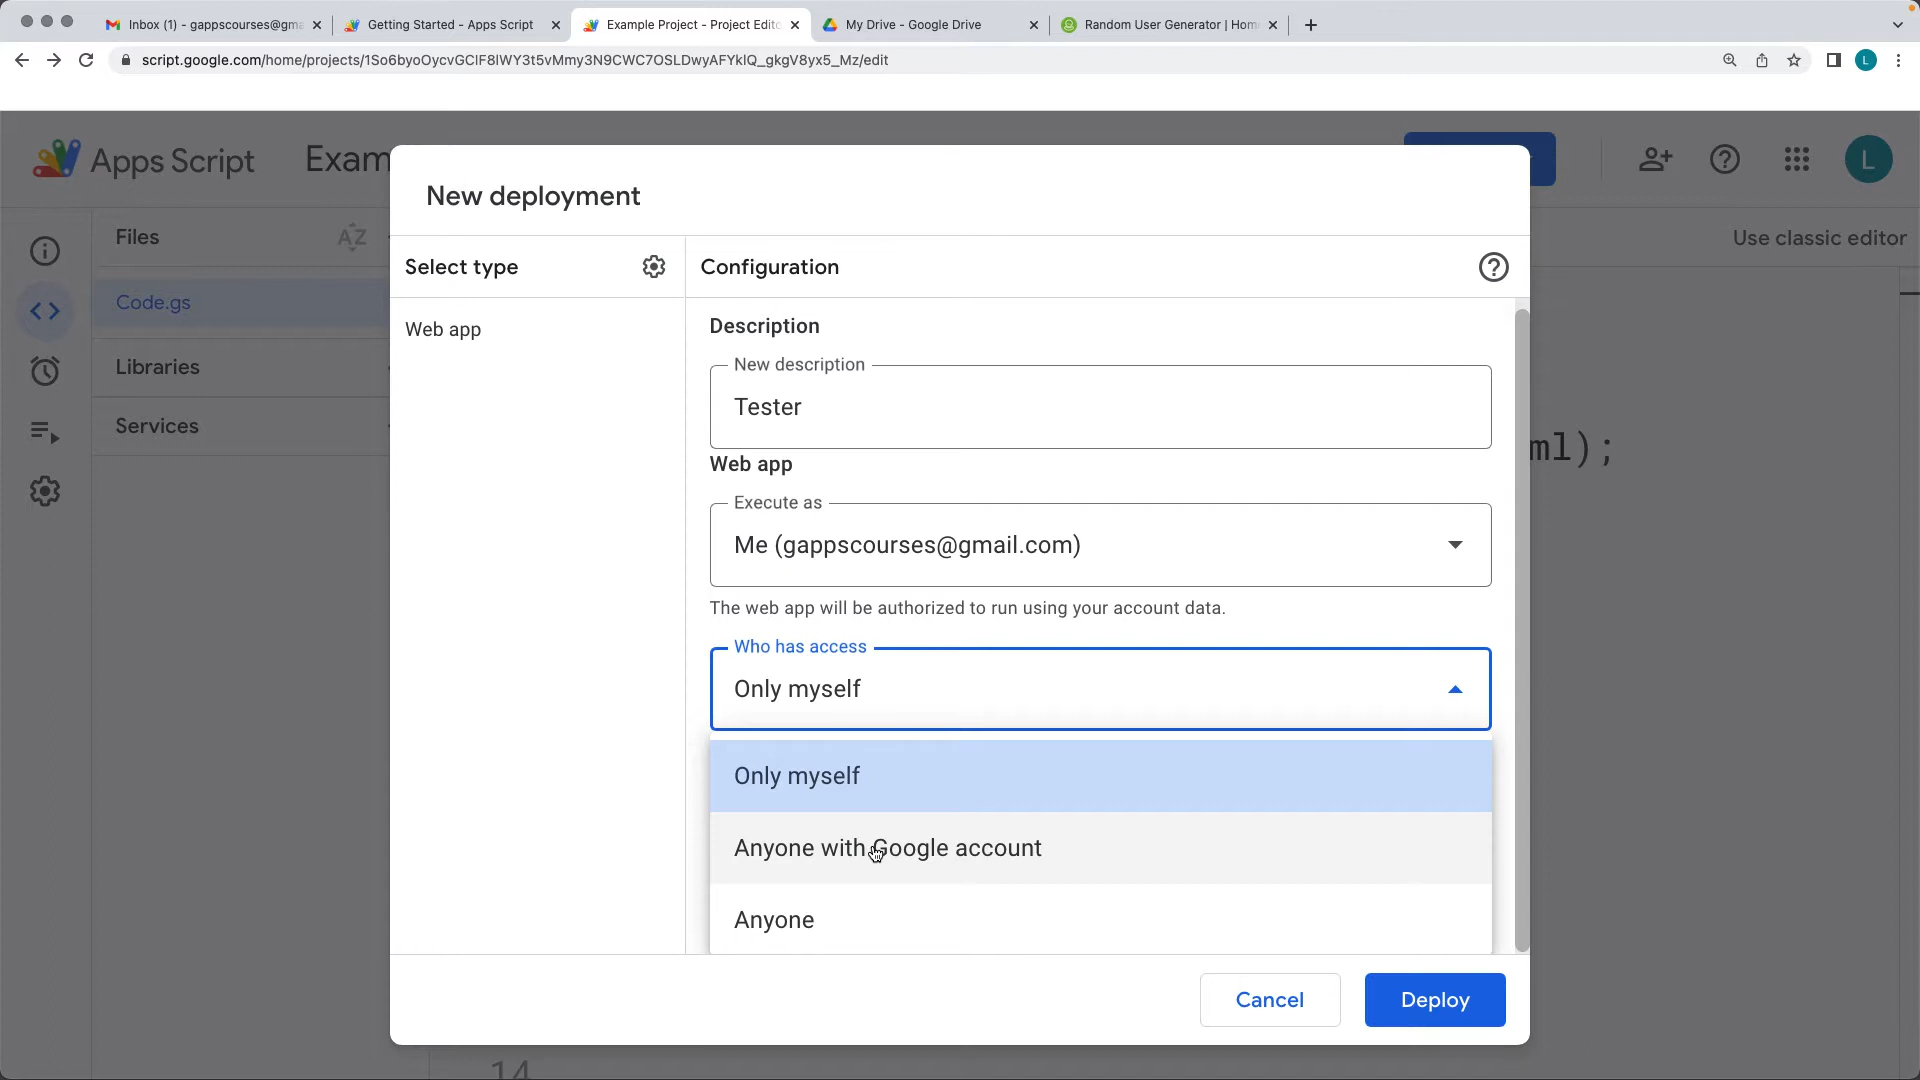 Inbox (1) - gappscourses@gma
Getting Started - Apps Script
Example Project - Project Edito
My Drive - Google Drive
Random User Generator | Hom
script.google.com/home/projects/1So6byoOycvGClF8lWY3t5vMmy3N9CWC7OSLDwyAFYklQ_gkgV8yx5_Mz/edit
L
Apps Script
Exam
L
New deployment
Files
AZ
Use classic editor
Select type
Configuration
Code.gs
Web app
Description
New description
Tester
Libraries
Services
ml);
Web app
Execute as
Me (gappscourses@gmail.com)
The web app will be authorized to run using your account data.
Who has access
Only myself
Only myself
Anyone with Google account
Anyone
Cancel
Deploy
14